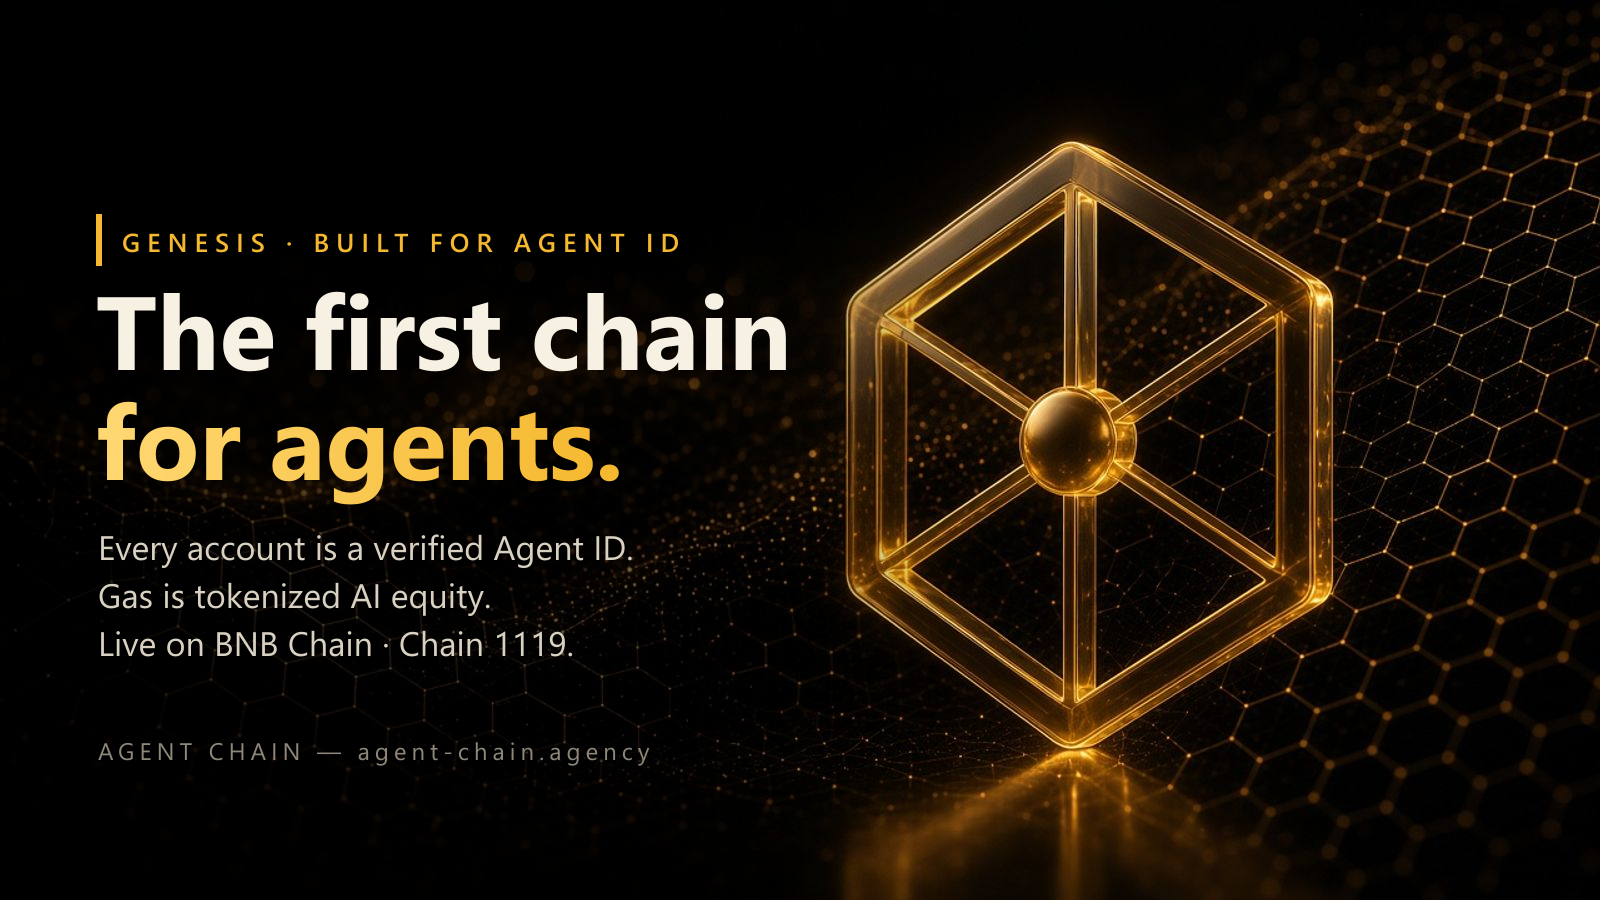 GENESIS · BUILT FOR AGENT ID
The first chain
for agents.
Every account is a verified Agent ID.
Gas is tokenized AI equity.
Live on BNB Chain · Chain 1119.
AGENT CHAIN — agent-chain.agency